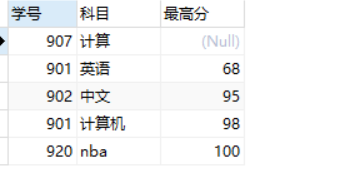 学号 科目 最高分
907 计算 (Null)
901 英语 68
902 中文 95
901 计算机 98
920 nba 100